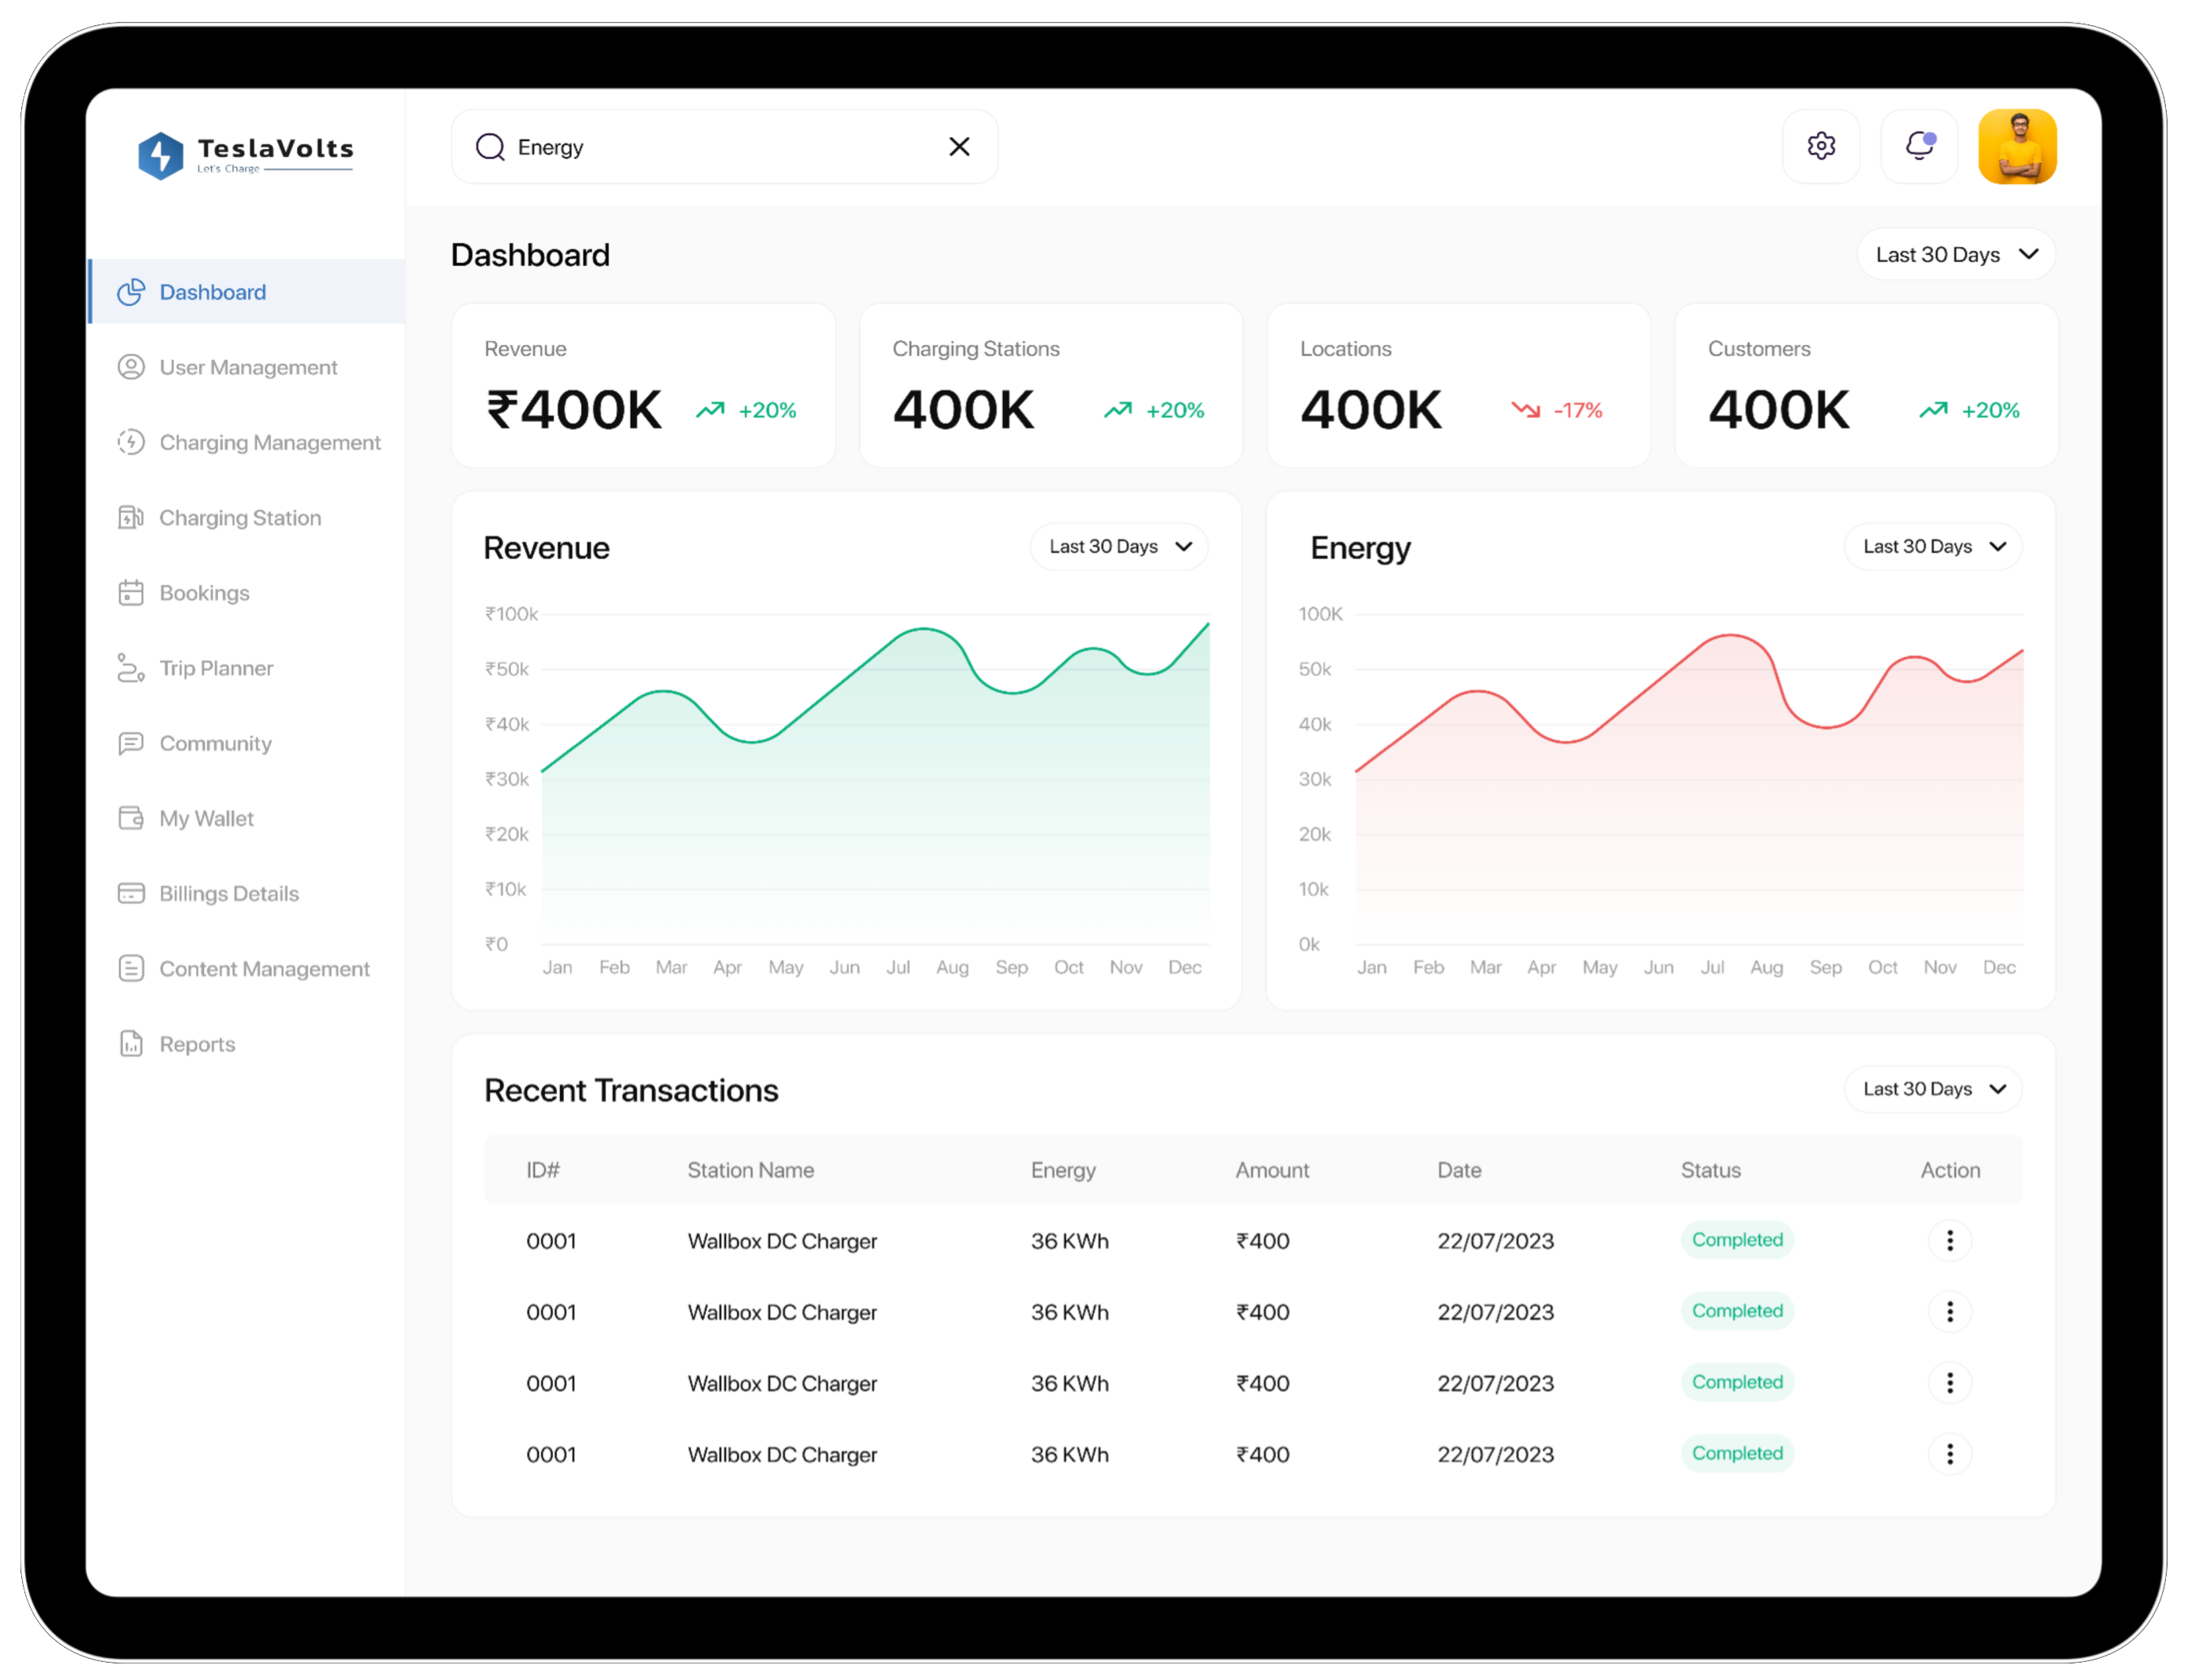 TeslaVolts
Let's Charge
Energy
Dashboard
User Management
Charging Management
Charging Station
Bookings
Trip Planner
Community
My Wallet
Billings Details
Content Management
Reports
Dashboard
Last 30 Days
Revenue
₹400K +20%
Charging Stations
400K +20%
Locations
400K -17%
Customers
400K +20%
Revenue
Last 30 Days
₹100k
₹50k
₹40k
₹30k
₹20k
₹10k
₹0
Jan Feb Mar Apr May Jun Jul Aug Sep Oct Nov Dec
Energy
Last 30 Days
100K
50k
40k
30k
20k
10k
0k
Jan Feb Mar Apr May Jun Jul Aug Sep Oct Nov Dec
Recent Transactions
Last 30 Days
ID# Station Name Energy Amount Date Status Action
0001 Wallbox DC Charger 36 KWh ₹400 22/07/2023 Completed
0001 Wallbox DC Charger 36 KWh ₹400 22/07/2023 Completed
0001 Wallbox DC Charger 36 KWh ₹400 22/07/2023 Completed
0001 Wallbox DC Charger 36 KWh ₹400 22/07/2023 Completed